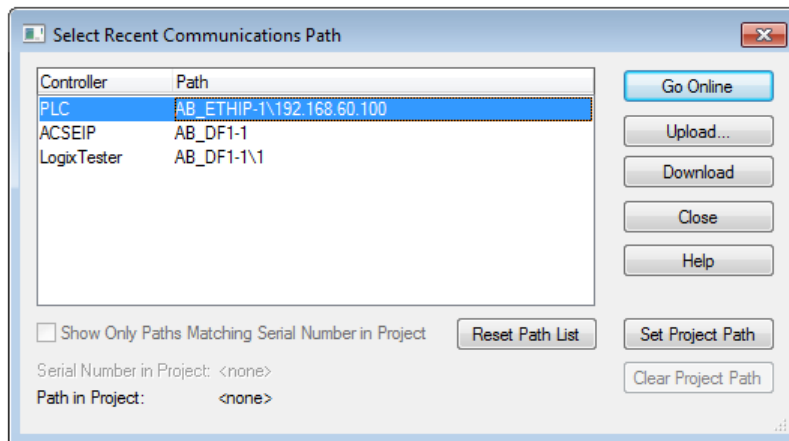 Select Recent Communications Path
Controller Path
PLC AB_ETHIP-1\192.168.60.100
ACSEIP AB_DF1-1
LogixTester AB_DF1-1\1
Go Online
Upload...
Download
Close
Help
Show Only Paths Matching Serial Number in Project
Reset Path List
Set Project Path
Serial Number in Project: <none>
Clear Project Path
Path in Project: <none>